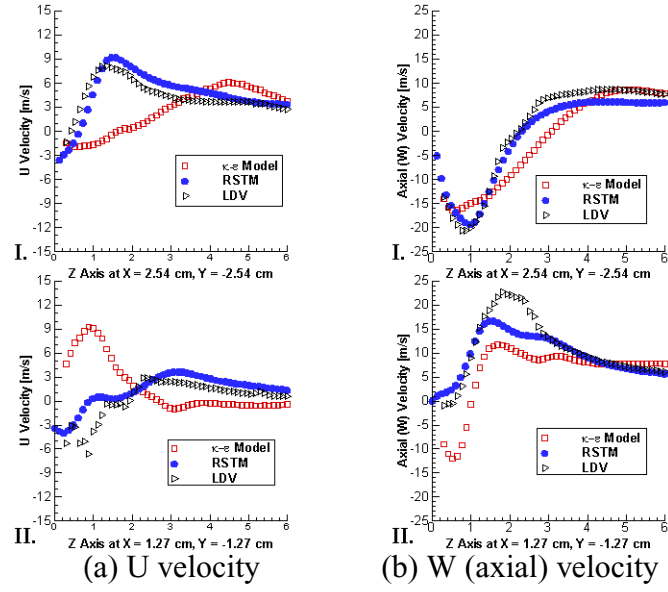 15
12
9
6
3
0
-3
-6
-9
-12
-15
U Velocity [m/s]
κ-ε Model
RSTM
LDV
0 1 2 3 4 5 6
Z Axis at X = 2.54 cm, Y = -2.54 cm
I.
25
20
15
10
5
0
-5
-10
-15
-20
-25
Axial (W) Velocity [m/s]
κ-ε Model
RSTM
LDV
0 1 2 3 4 5 6
Z Axis at X = 2.54 cm, Y = -2.54 cm
I.
15
12
9
6
3
0
-3
-6
-9
-12
-15
U Velocity [m/s]
κ-ε Model
RSTM
LDV
0 1 2 3 4 5 6
Z Axis at X = 1.27 cm, Y = -1.27 cm
II.
25
20
15
10
5
0
-5
-10
-15
-20
-25
Axial (W) Velocity [m/s]
κ-ε Model
RSTM
LDV
0 1 2 3 4 5 6
Z Axis at X = 1.27 cm, Y = -1.27 cm
II.
(a) U velocity
(b) W (axial) velocity